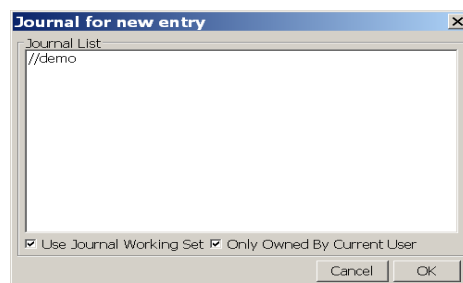 Journal for new entry
Journal List
//demo
Use Journal Working Set Only Owned By Current User
Cancel OK